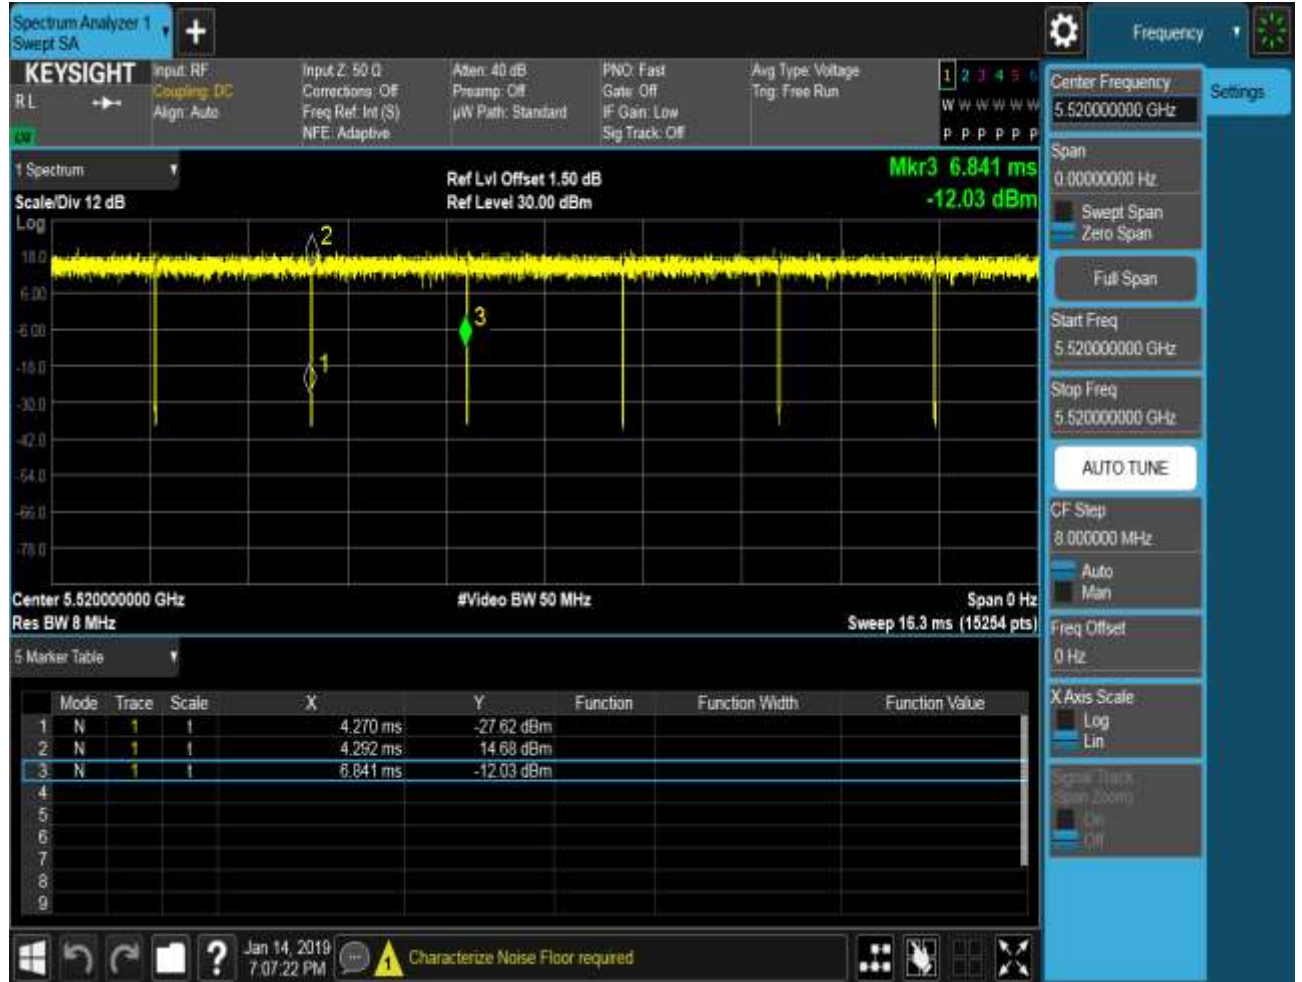 Spectrum Analyzer 1
Swept SA
Frequency
KEYSIGHT
RL
Input: RF
Coupling: DC
Align: Auto
Input Z: 50 Ω
Corrections: Off
Freq Ref: Int (S)
NFE: Adaptive
Atten: 40 dB
Preamp: Off
µW Path: Standard
PNO: Fast
Gate: Off
IF Gain: Low
Sig Track: Off
Avg Type: Voltage
Trig: Free Run
1 2 3 4 5 6
W W W W W W
P P P P P P
1 Spectrum
Scale/Div 12 dB
Ref Lvl Offset 1.50 dB
Ref Level 30.00 dBm
Mkr3 6.841 ms
-12.03 dBm
Log
18.0
6.00
-6.00
-18.0
-30.0
-42.0
-54.0
-66.0
-78.0
2
3
1
Center 5.520000000 GHz
Res BW 8 MHz
#Video BW 50 MHz
Span 0 Hz
Sweep 16.3 ms (15254 pts)
5 Marker Table
Mode Trace Scale X Y Function Function Width Function Value
1 N 1 t 4.270 ms -27.62 dBm
2 N 1 t 4.292 ms 14.68 dBm
3 N 1 t 6.841 ms -12.03 dBm
4
5
6
7
8
9
Jan 14, 2019
7:07:22 PM
Characterize Noise Floor required
Settings
Center Frequency
5.520000000 GHz
Span
0.00000000 Hz
Swept Span
Zero Span
Full Span
Start Freq
5.520000000 GHz
Stop Freq
5.520000000 GHz
AUTO TUNE
CF Step
8.000000 MHz
Auto
Man
Freq Offset
0 Hz
X Axis Scale
Log
Lin
Signal Track
(Span Zoom)
On
Off